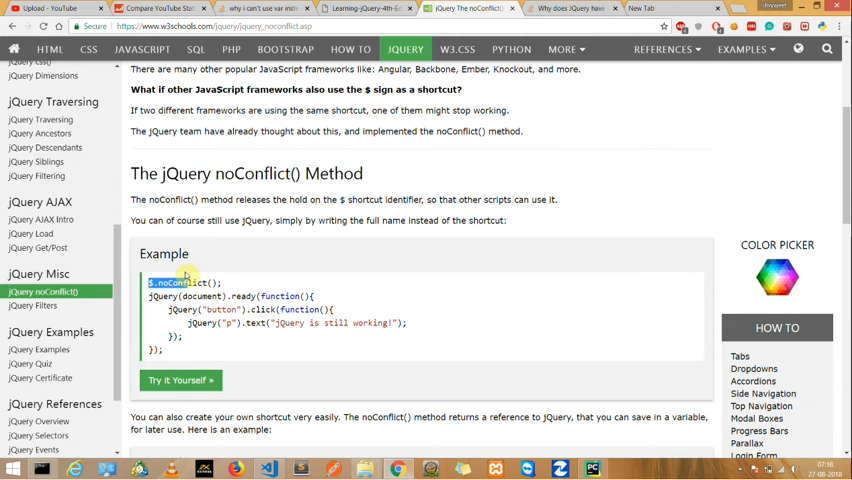 divyajeet
Upload - YouTube
Compare YouTube Stati
why i can't use var instea
Learning-jQuery-4th-Edi
jQuery The noConflict()
Why does JQuery have
New Tab
Secure
https://www.w3schools.com/jquery/jquery_noconflict.asp
HTML CSS JAVASCRIPT SQL PHP BOOTSTRAP HOW TO JQUERY W3.CSS PYTHON MORE REFERENCES EXAMPLES
jQuery css()
jQuery Dimensions
jQuery Traversing
jQuery Traversing
jQuery Ancestors
jQuery Descendants
jQuery Siblings
jQuery Filtering
jQuery AJAX
jQuery AJAX Intro
jQuery Load
jQuery Get/Post
jQuery Misc
jQuery noConflict()
jQuery Filters
jQuery Examples
jQuery Examples
jQuery Quiz
jQuery Certificate
jQuery References
jQuery Overview
jQuery Selectors
jQuery Events
There are many other popular JavaScript frameworks like: Angular, Backbone, Ember, Knockout, and more.
What if other JavaScript frameworks also use the $ sign as a shortcut?
If two different frameworks are using the same shortcut, one of them might stop working.
The jQuery team have already thought about this, and implemented the noConflict() method.
The jQuery noConflict() Method
The noConflict() method releases the hold on the $ shortcut identifier, so that other scripts can use it.
You can of course still use jQuery, simply by writing the full name instead of the shortcut:
Example
$.noConflict();
jQuery(document).ready(function(){
jQuery("button").click(function(){
jQuery("p").text("jQuery is still working!");
});
});
Try it Yourself »
You can also create your own shortcut very easily. The noConflict() method returns a reference to jQuery, that you can save in a variable,
for later use. Here is an example:
COLOR PICKER
HOW TO
Tabs
Dropdowns
Accordions
Side Navigation
Top Navigation
Modal Boxes
Progress Bars
Parallax
Login Form
07:18
27-08-2018